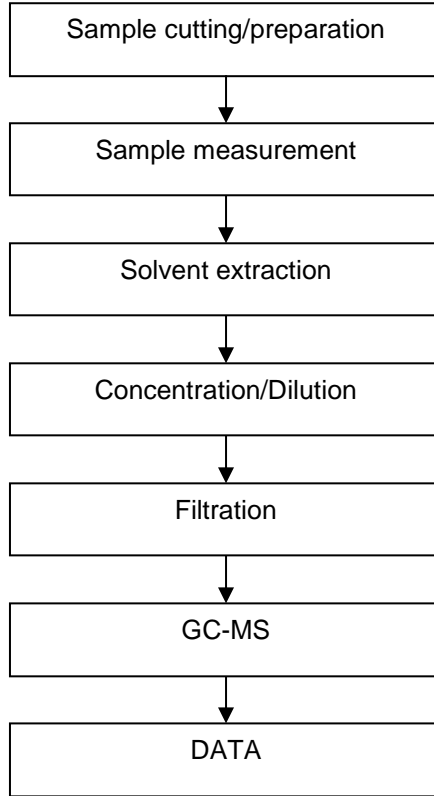 Sample cutting/preparation
Sample measurement
Solvent extraction
Concentration/Dilution
Filtration
GC-MS
DATA